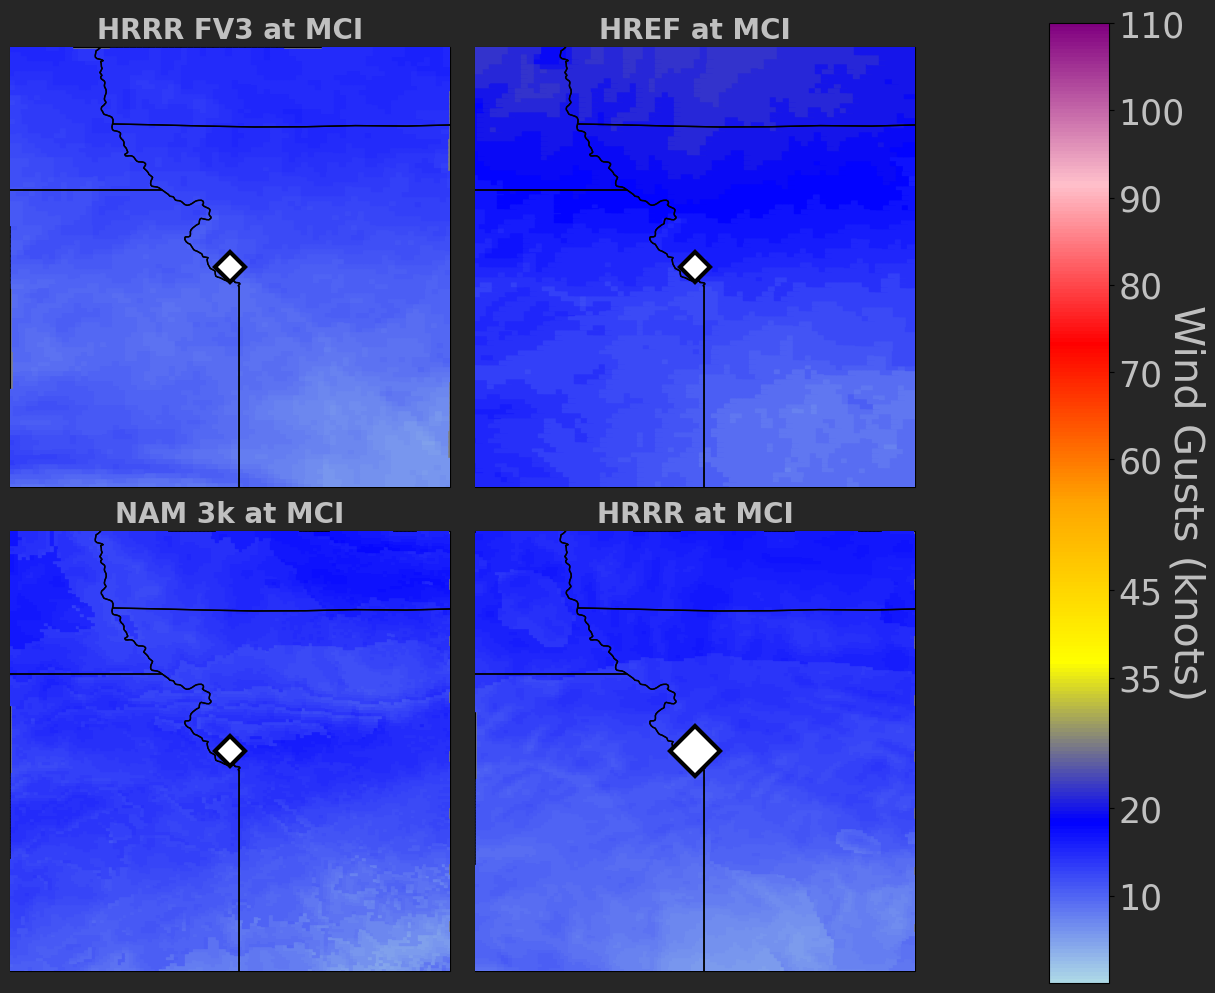 HRRR FV3 at MCI
HREF at MCI
NAM 3k at MCI
HRRR at MCI
110
100
90
80
70
60
45
35
20
10
Wind Gusts (knots)